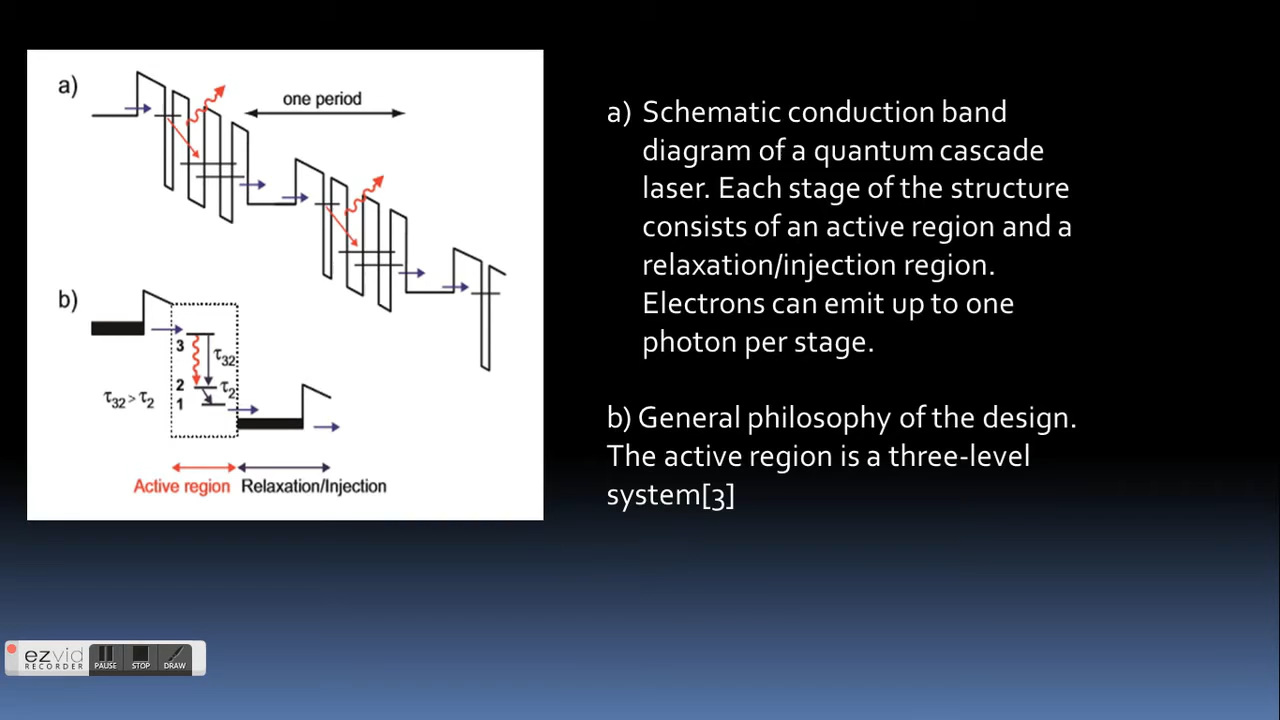 a)
one period
b)
3
τ32
2
τ2
1
τ32 > τ2
Active region
Relaxation/Injection
a) Schematic conduction band
diagram of a quantum cascade
laser. Each stage of the structure
consists of an active region and a
relaxation/injection region.
Electrons can emit up to one
photon per stage.
b) General philosophy of the design.
The active region is a three-level
system[3]
ezvid
RECORDER
PAUSE
STOP
DRAW